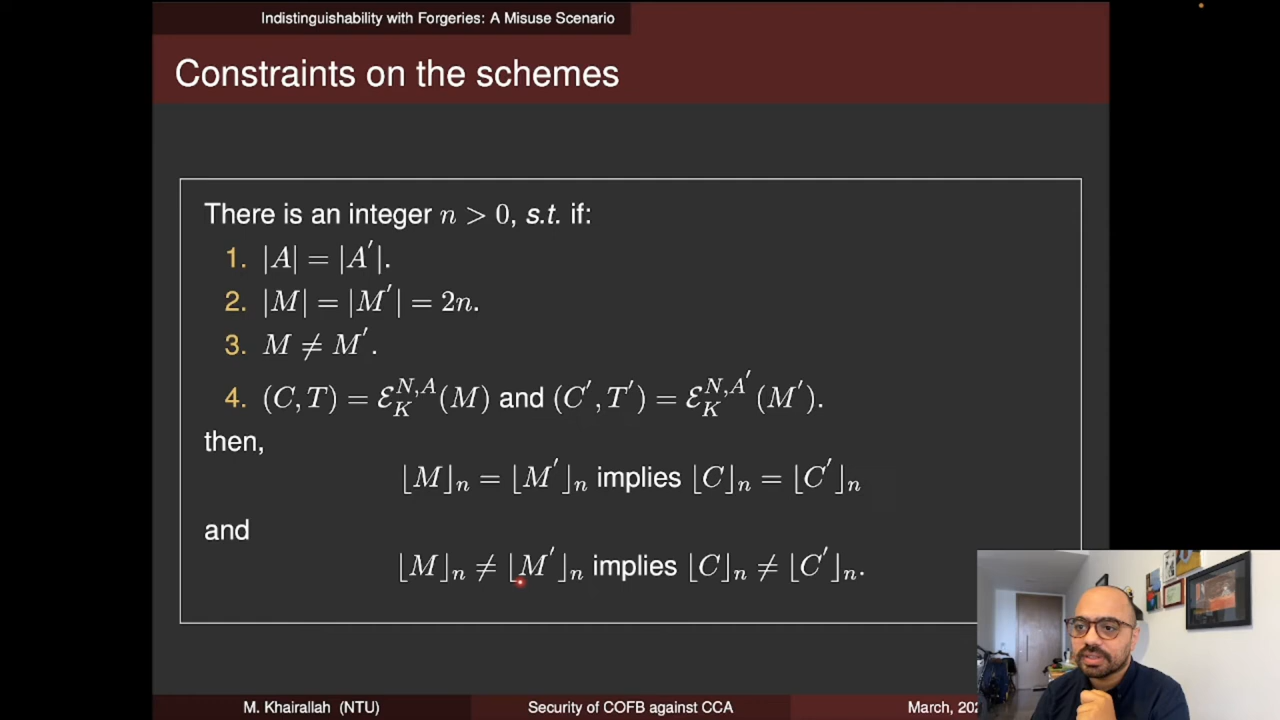 Indistinguishability with Forgeries: A Misuse Scenario
Constraints on the schemes
There is an integer n > 0, s.t. if:
1. |A| = |A′|.
2. |M| = |M′| = 2n.
3. M ≠ M′.
4. (C, T) = ℰ_K^{N,A}(M) and (C′, T′) = ℰ_K^{N,A′}(M′).
then,
⌊M⌋_n = ⌊M′⌋_n implies ⌊C⌋_n = ⌊C′⌋_n
and
⌊M⌋_n ≠ ⌊M′⌋_n implies ⌊C⌋_n ≠ ⌊C′⌋_n.
M. Khairallah (NTU) Security of COFB against CCA March,